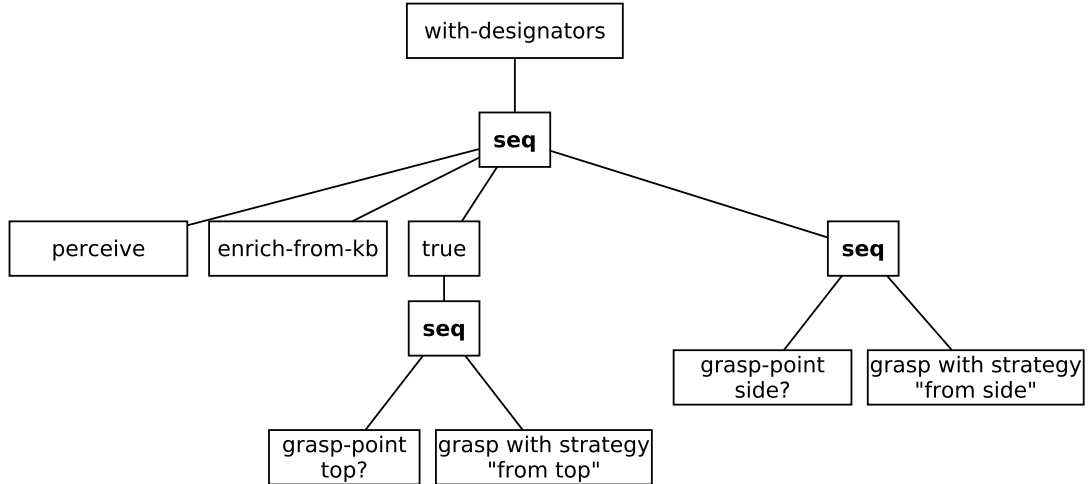 with-designators
seq
perceive
enrich-from-kb
true
seq
seq
grasp-point
side?
grasp with strategy
"from side"
grasp-point
top?
grasp with strategy
"from top"